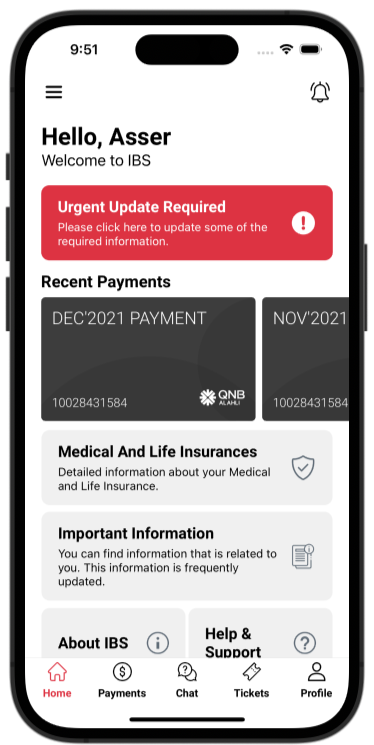 9:51
Hello, Asser
Welcome to IBS
Urgent Update Required
Please click here to update some of the
required information.
Recent Payments
DEC'2021 PAYMENT
NOV'2021
10028431584
QNB
ALAHLI
10028431584
Medical And Life Insurances
Detailed information about your Medical
and Life Insurance.
Important Information
You can find information that is related to
you. This information is frequently
updated.
About IBS
Help &
Support
Home
Payments
Chat
Tickets
Profile